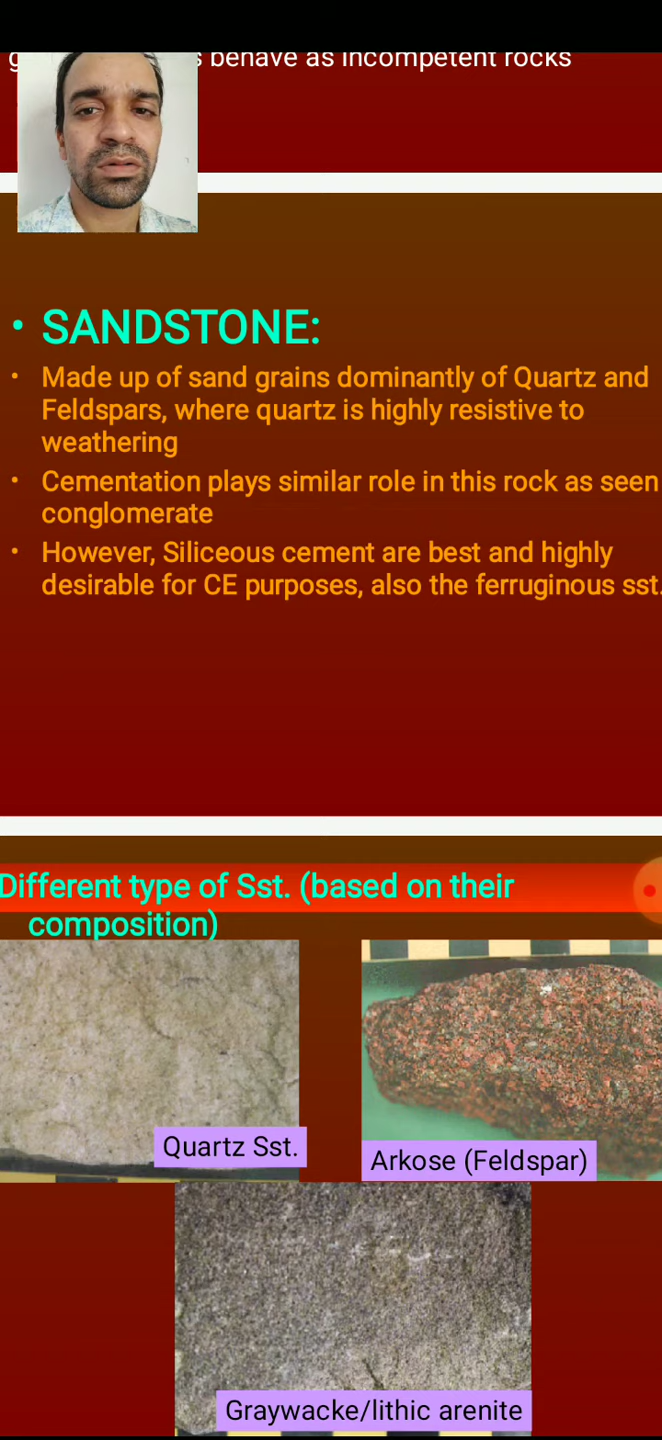 behave as incompetent rocks
• SANDSTONE:
• Made up of sand grains dominantly of Quartz and
Feldspars, where quartz is highly resistive to
weathering
• Cementation plays similar role in this rock as seen
conglomerate
• However, Siliceous cement are best and highly
desirable for CE purposes, also the ferruginous sst.
Different type of Sst. (based on their
composition)
Quartz Sst.
Arkose (Feldspar)
Graywacke/lithic arenite